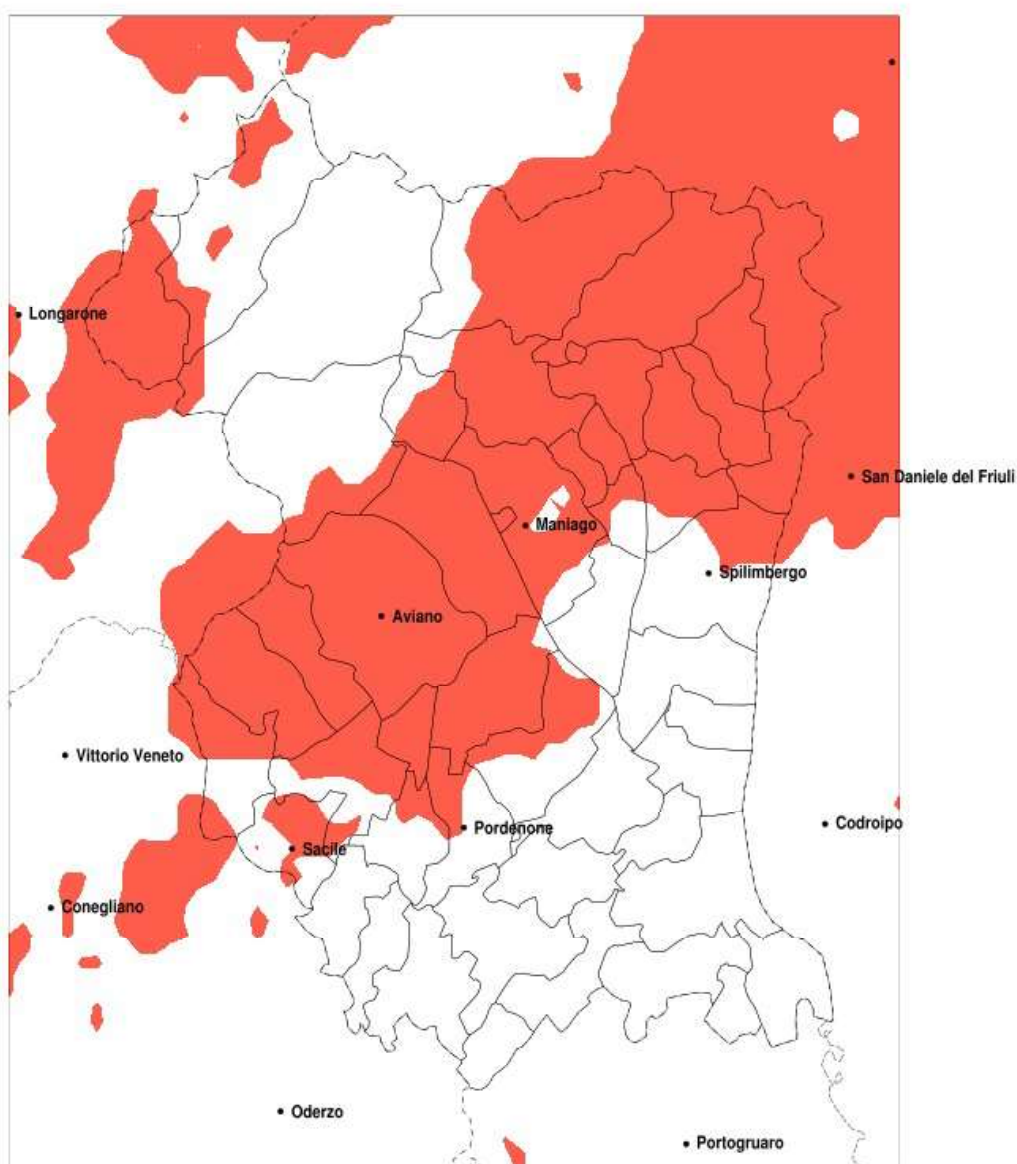 Longarone
San Daniele del Friuli
Maniago
Spilimbergo
Aviano
Vittorio Veneto
Codroipo
Pordenone
Sacile
Conegliano
Oderzo
Portogruaro